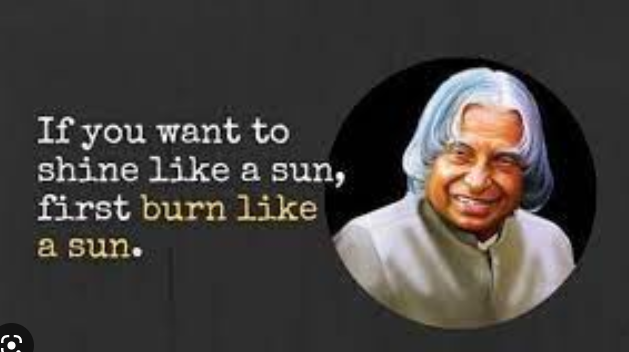 If you want to
shine like a sun,
first burn like
a sun.